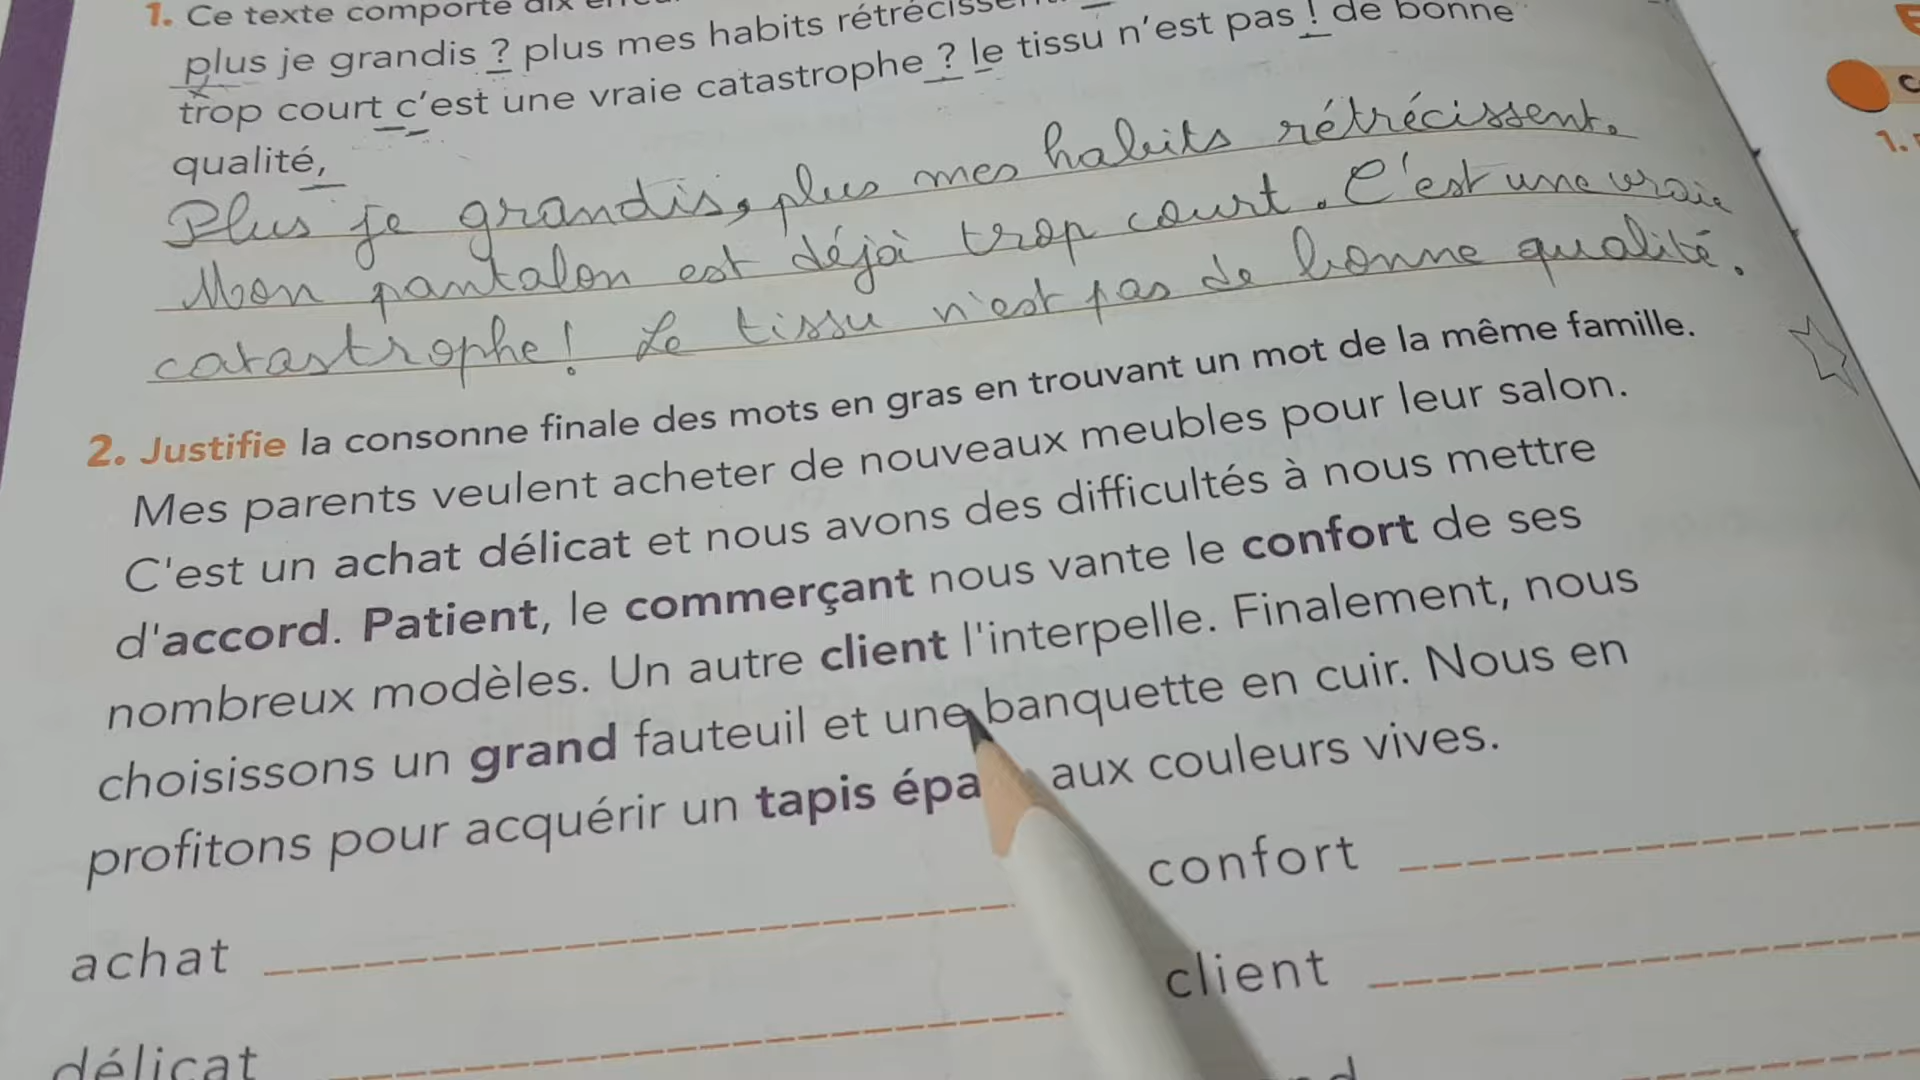 1. Ce texte comporte dix
plus je grandis ? plus mes habits
trop court c'est une vraie catastrophe ? le tissu n'est pas ! de bonne
qualité,
Plus je grandis, plus mes habits rétrécissent.
Mon pantalon est déjà trop court. C'est une vraie
catastrophe ! Le tissu n'est pas de bonne qualité.
2. Justifie la consonne finale des mots en gras en trouvant un mot de la même famille.
Mes parents veulent acheter de nouveaux meubles pour leur salon.
C'est un achat délicat et nous avons des difficultés à nous mettre
d'accord. Patient, le commerçant nous vante le confort de ses
nombreux modèles. Un autre client l'interpelle. Finalement, nous
choisissons un grand fauteuil et une banquette en cuir. Nous en
profitons pour acquérir un tapis épa aux couleurs vives.
achat
confort
délicat
client
1.